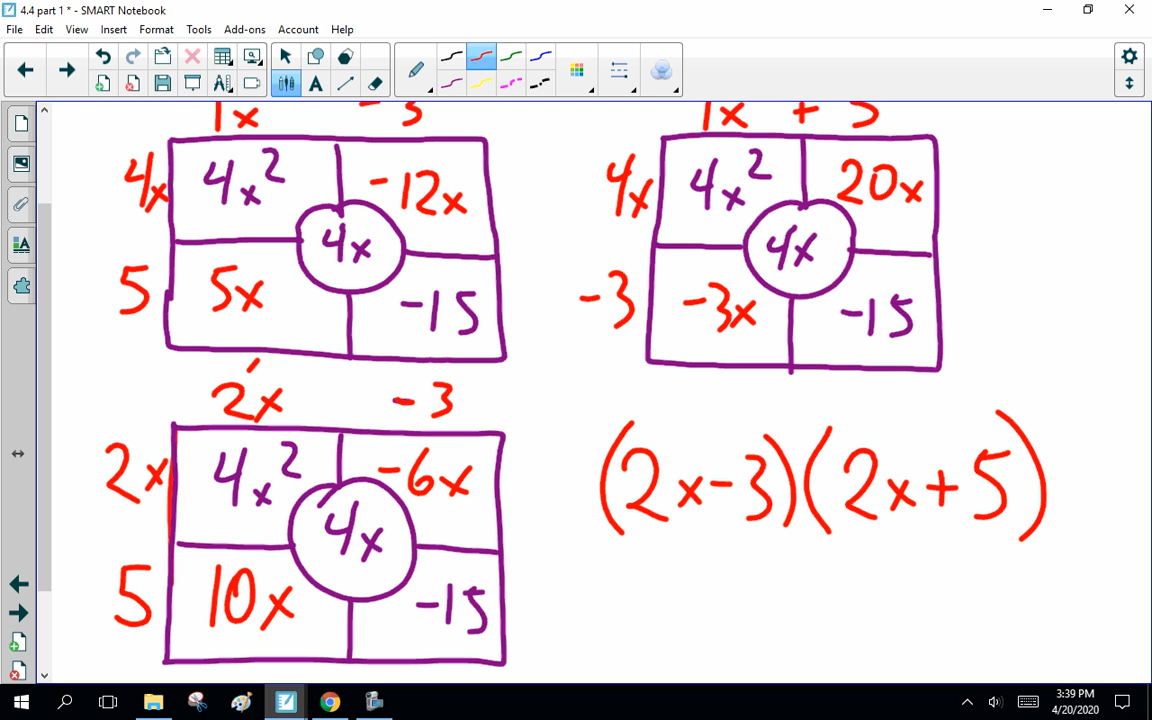 4.4 part 1 * - SMART Notebook
File Edit View Insert Format Tools Add-ons Account Help
1x - 3
4x 4x² -12x
4x
5 5x -15
1x + 5
4x 4x² 20x
4x
-3 -3x -15
2x - 3
2x 4x² -6x
4x
5 10x -15
(2x-3)(2x+5)
3:39 PM
4/20/2020